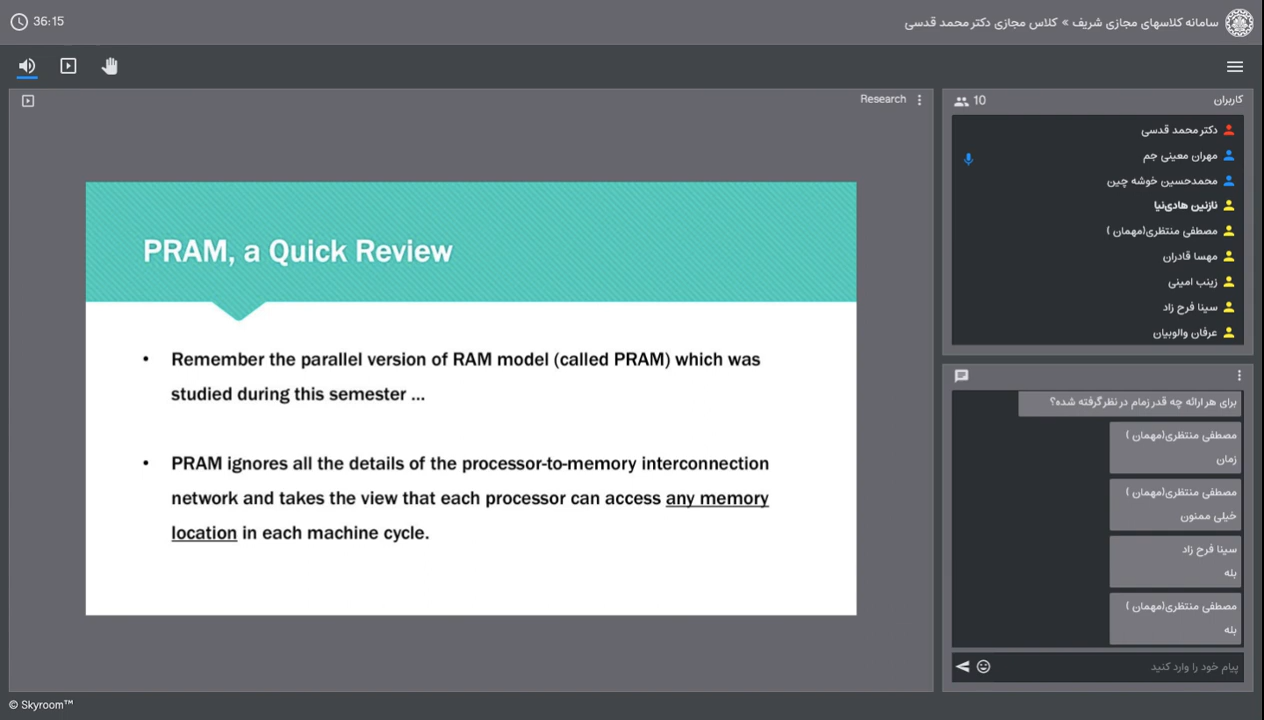 36:15
سامانه کلاسهای مجازی شریف » کلاس مجازی دکتر محمد قدسی
Research
PRAM, a Quick Review
• Remember the parallel version of RAM model (called PRAM) which was
studied during this semester ...
• PRAM ignores all the details of the processor-to-memory interconnection
network and takes the view that each processor can access any memory
location in each machine cycle.
کاربران
10
دکتر محمد قدسی
مهران معینی جم
محمدحسین خوشه چین
نازنین هادی‌نیا
مصطفی منتظری(مهمان )
مهسا قادران
زینب امینی
سینا فرح زاد
عرفان والوبیان
برای هر ارائه چه قدر زمام در نظر گرفته شده؟
مصطفی منتظری(مهمان )
زمان
مصطفی منتظری(مهمان )
خیلی ممنون
سینا فرح زاد
بله
مصطفی منتظری(مهمان )
بله
پیام خود را وارد کنید
© Skyroom™